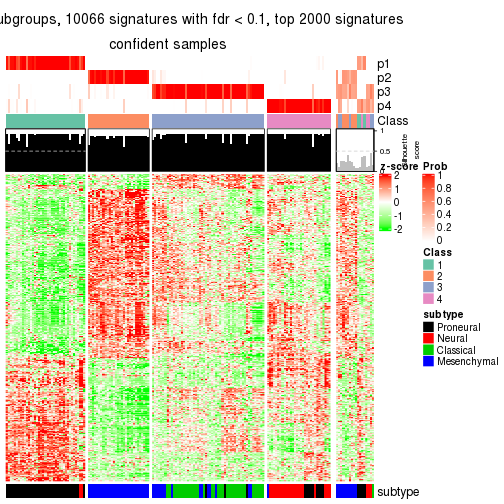 ubgroups, 10066 signatures with fdr < 0.1, top 2000 signatures
confident samples
p1
p2
p3
p4
Class
1
0.5
0
silhouette
score
z-score
2
1
0
-1
-2
Prob
1
0.8
0.6
0.4
0.2
0
Class
1
2
3
4
subtype
Proneural
Neural
Classical
Mesenchymal
subtype